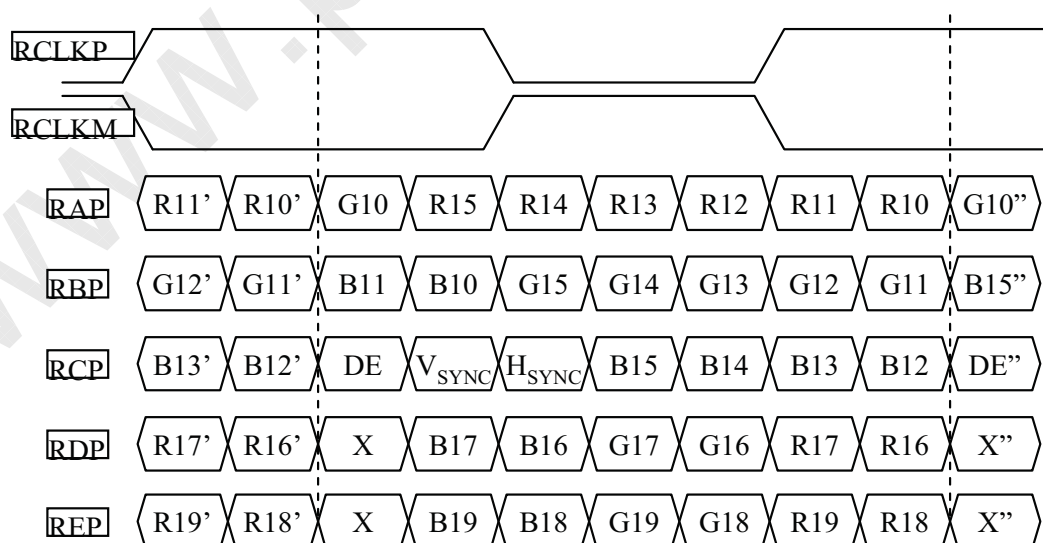 RCLKP
RCLKM
RAP R11’ R10’ G10 R15 R14 R13 R12 R11 R10 G10”
RBP G12’ G11’ B11 B10 G15 G14 G13 G12 G11 B15”
RCP B13’ B12’ DE VSYNC HSYNC B15 B14 B13 B12 DE”
RDP R17’ R16’ X B17 B16 G17 G16 R17 R16 X”
REP R19’ R18’ X B19 B18 G19 G18 R19 R18 X”
www.p